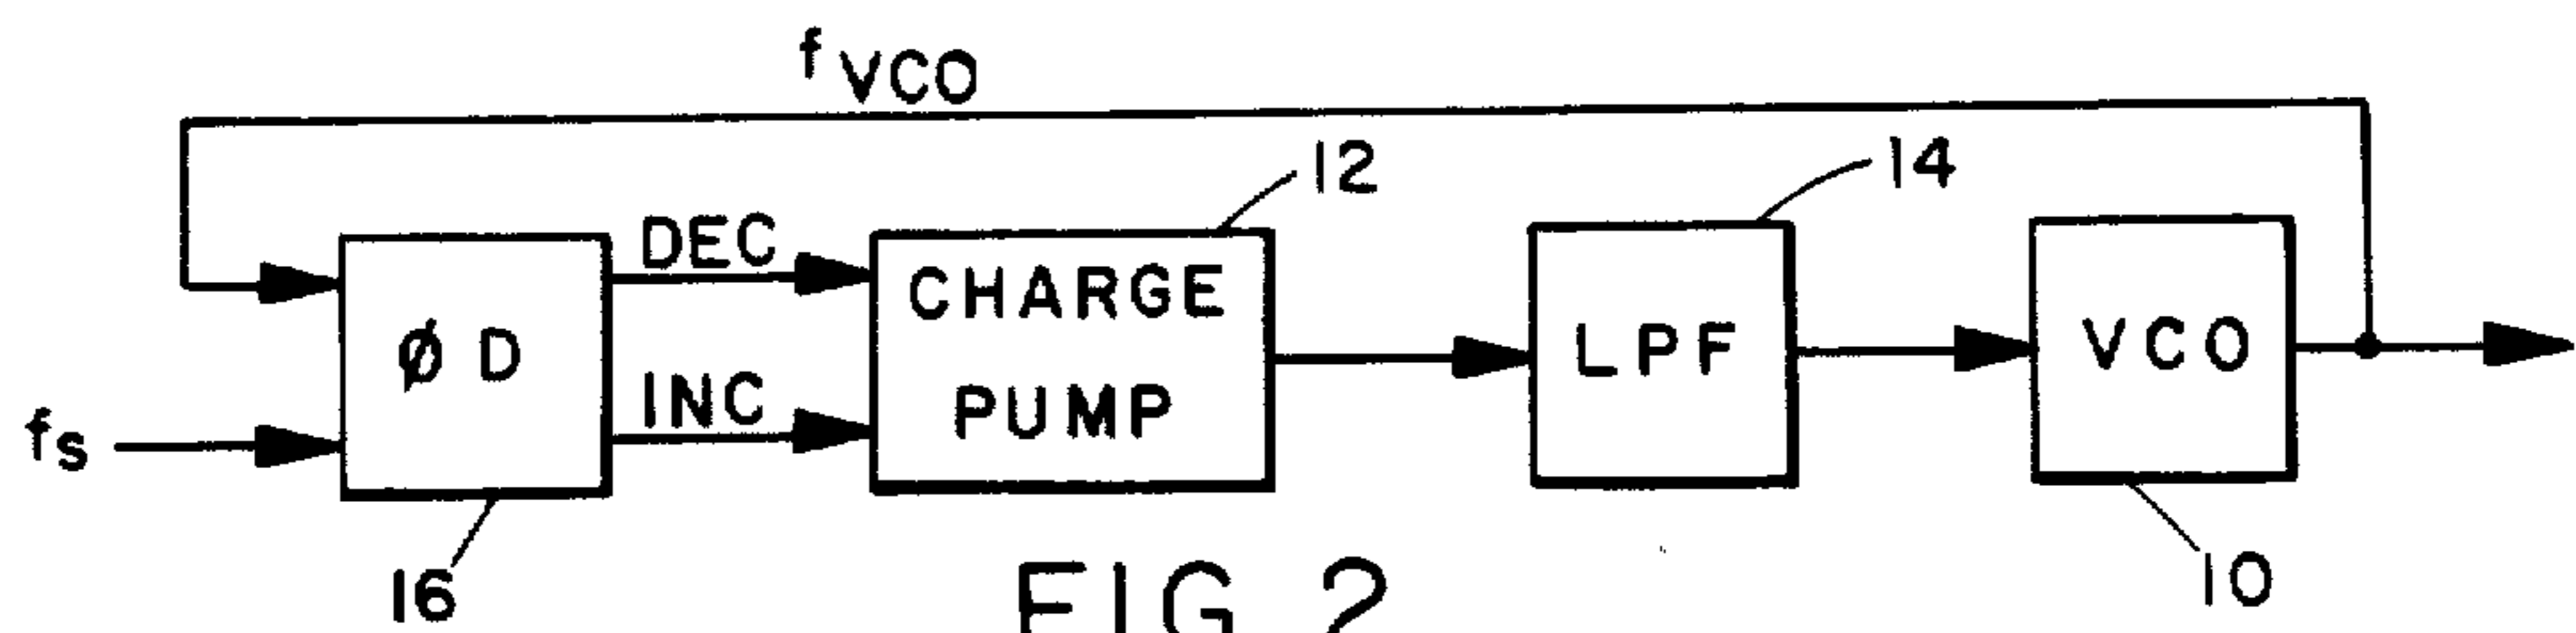 fVCO
12
14
DEC
CHARGE
PUMP
LPF
VCO
øD
INC
fs
16
10
FIG 2